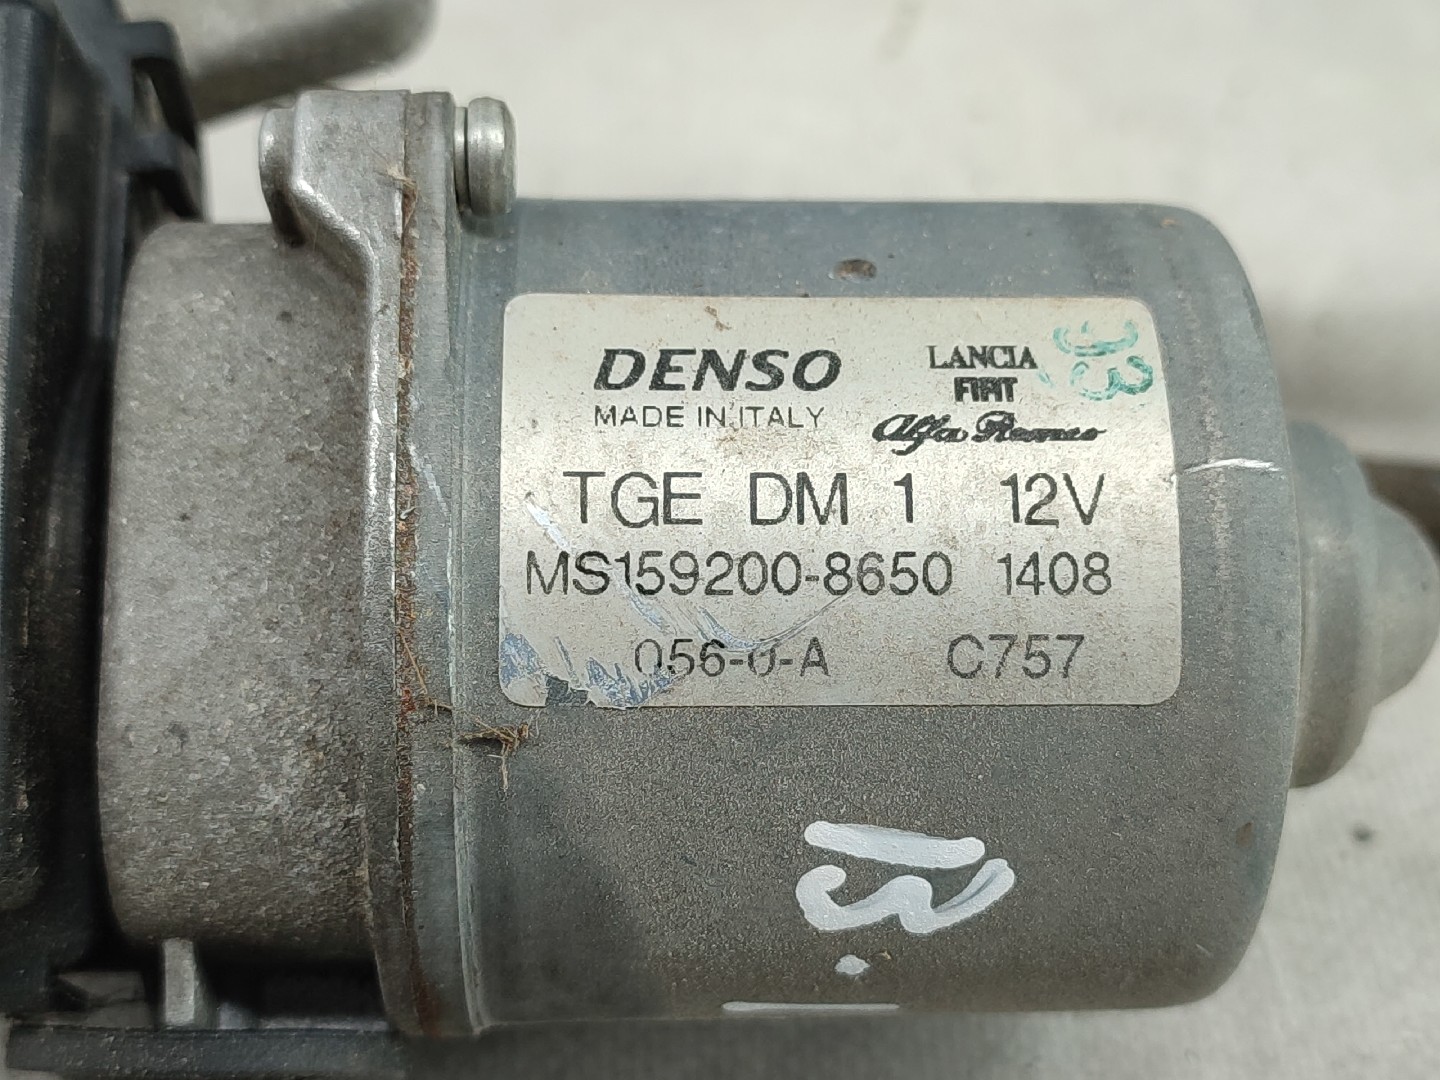 DENSO
MADE IN ITALY
LANCIA
FIAT
Alfa Romeo
TGE DM 1 12V
MS159200-8650 1408
056-0-A C757